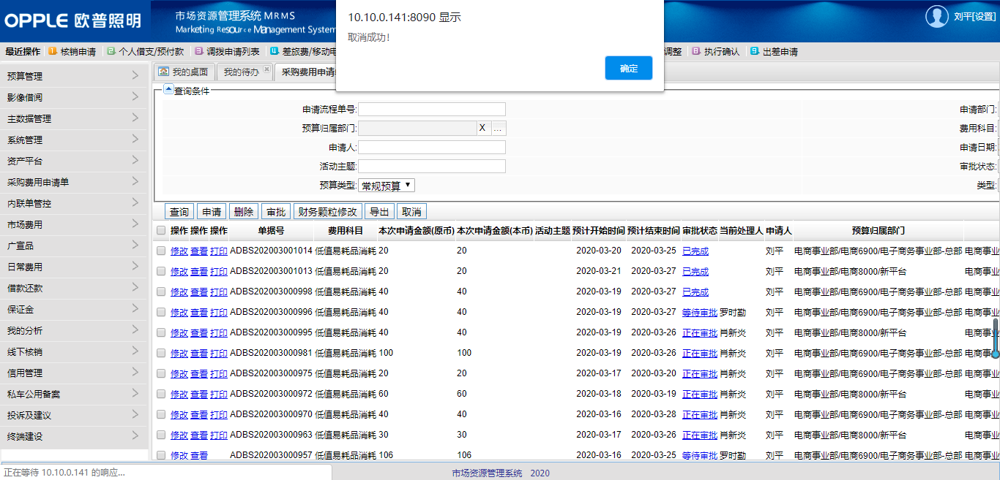 OPPLE 欧普照明
市场资源管理系统 MRMS
Marketing Resource Management System
10.10.0.141:8090 显示
取消成功！
确定
刘平[设置]
最近操作 1 核销申请 2 个人借支/预付款 3 调拨申请列表 4 差旅费/移动电 调整 8 执行确认 9 出差申请
我的桌面 我的待办 采购费用申请
预算管理
影像借阅
主数据管理
系统管理
资产平台
采购费用申请单
内联单管控
市场费用
广宣品
日常费用
借款还款
保证金
我的分析
线下核销
信用管理
私车公用备案
投诉及建议
终端建设
查询条件
申请流程单号: 申请部门:
预算归属部门: X ... 费用科目:
申请人: 申请日期:
活动主题: 审批状态:
预算类型: 常规预算 ▼ 类型:
查询 申请 删除 审批 财务颗粒修改 导出 取消
操作 操作 操作 单据号 费用科目 本次申请金额(原币) 本次申请金额(本币) 活动主题 预计开始时间 预计结束时间 审批状态 当前处理人 申请人 预算归属部门
修改 查看 打印 ADBS202003001014 低值易耗品消耗 20 20 2020-03-20 2020-03-25 已完成 刘平 电商事业部/电商6900/电子商务事业部-总部 电商事业
修改 查看 打印 ADBS202003001013 低值易耗品消耗 20 20 2020-03-21 2020-03-27 已完成 刘平 电商事业部/电商8000/新平台 电商事业
修改 查看 打印 ADBS202003000998 低值易耗品消耗 40 40 2020-03-19 2020-03-27 已完成 刘平 电商事业部/电商6900/电子商务事业部-总部 电商事业
修改 查看 打印 ADBS202003000996 低值易耗品消耗 40 40 2020-03-19 2020-03-27 等待审批 罗时勤 刘平 电商事业部/电商6900/电子商务事业部-总部 电商事业
修改 查看 打印 ADBS202003000995 低值易耗品消耗 40 40 2020-03-19 2020-03-26 正在审批 肖新炎 刘平 电商事业部/电商8000/新平台 电商事业
修改 查看 打印 ADBS202003000981 低值易耗品消耗 100 100 2020-03-19 2020-03-26 正在审批 肖新炎 刘平 电商事业部/电商6900/电子商务事业部-总部 电商事业
修改 查看 打印 ADBS202003000975 低值易耗品消耗 20 20 2020-03-17 2020-03-20 正在审批 肖新炎 刘平 电商事业部/电商6900/电子商务事业部-总部 电商事业
修改 查看 打印 ADBS202003000972 低值易耗品消耗 60 60 2020-03-18 2020-03-19 正在审批 肖新炎 刘平 电商事业部/电商8000/新平台 电商事业
修改 查看 打印 ADBS202003000970 低值易耗品消耗 40 40 2020-03-16 2020-03-28 正在审批 肖新炎 刘平 电商事业部/电商6900/电子商务事业部-总部 电商事业
修改 查看 打印 ADBS202003000963 低值易耗品消耗 30 30 2020-03-17 2020-03-26 正在审批 肖新炎 刘平 电商事业部/电商6900/电子商务事业部-总部 电商事业
修改 查看 ADBS202003000957 低值易耗品消耗 106 106 2020-03-16 2020-03-25 等待审批 罗时勤 刘平 电商事业部/电商6900/电子商务事业部-总部 电商事业
正在等待 10.10.0.141 的响应...
市场资源管理系统 2020